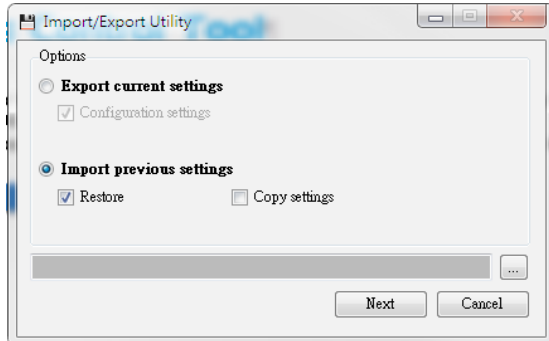 Import/Export Utility
Options
Export current settings
Configuration settings
Import previous settings
Restore Copy settings
...
Next Cancel